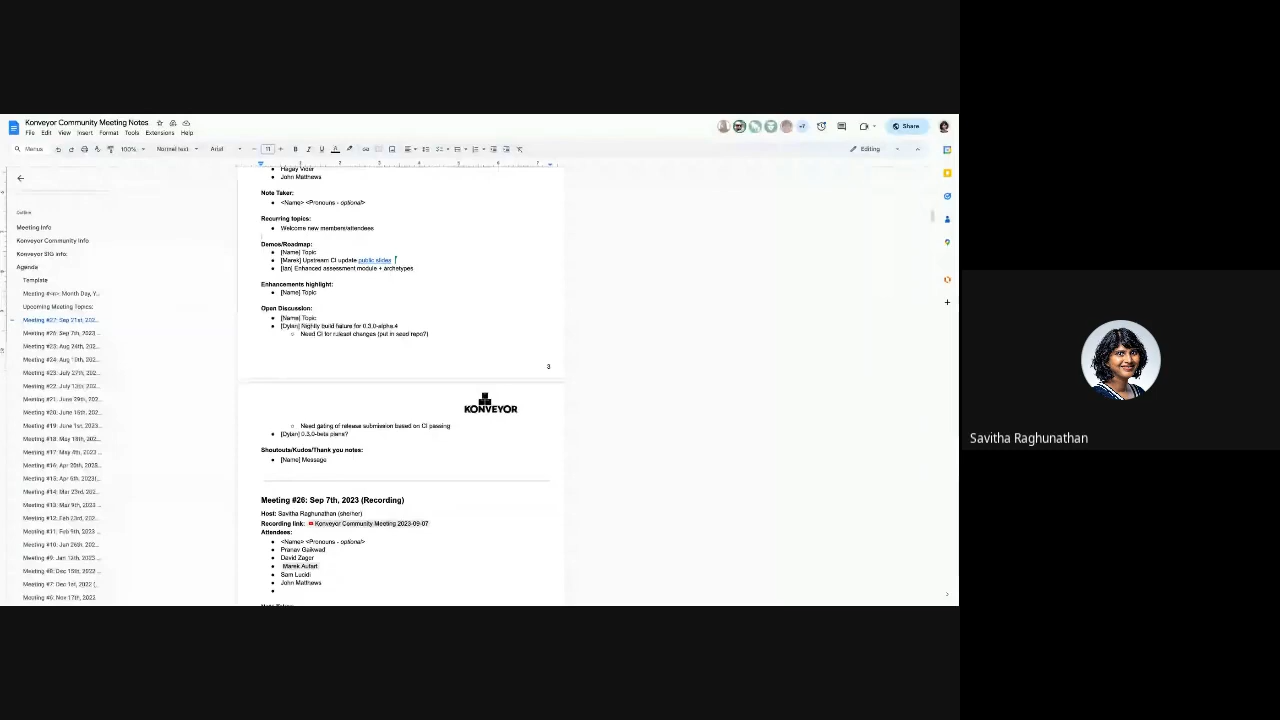 Konveyor Community Meeting Notes
File Edit View Insert Format Tools Extensions Help
+7
Share
Menus
100%
Normal text
Arial
11
Editing
Outline
Meeting Info
Konveyor Community Info
Konveyor SIG info:
Agenda
Template
Meeting #<n>: Month Day, Y...
Upcoming Meeting Topics:
Meeting #27: Sep 21st, 202...
Meeting #26: Sep 7th, 2023...
Meeting #25: Aug 24th, 202...
Meeting #24: Aug 10th, 202...
Meeting #23: July 27th, 202...
Meeting #22: July 13th, 202...
Meeting #21: June 29th, 202...
Meeting #20: June 15th, 202...
Meeting #19: June 1st, 2023...
Meeting #18: May 18th, 202...
Meeting #17: May 4th, 2023 ...
Meeting #16: Apr 20th, 2023...
Meeting #15: Apr 6th, 2023(...
Meeting #14: Mar 23rd, 202...
Meeting #13: Mar 9th, 2023 ...
Meeting #12: Feb 23rd, 202...
Meeting #11: Feb 9th, 2023 ...
Meeting #10: Jan 26th, 202...
Meeting #9: Jan 12th, 2023 ...
Meeting #8: Dec 15th, 2022 ...
Meeting #7: Dec 1st, 2022 (...
Meeting #6: Nov 17th, 2022
John Matthews
Note Taker:
<Name> <Pronouns - optional>
Recurring topics:
Welcome new members/attendees
Demos/Roadmap:
[Name] Topic
[Marek] Upstream CI update public slides
[Ian] Enhanced assessment module + archetypes
Enhancements highlight:
[Name] Topic
Open Discussion:
[Name] Topic
[Dylan] Nightly build failure for 0.3.0-alpha.4
Need CI for ruleset changes (put in seed repo?)
3
KONVEYOR
Need gating of release submission based on CI passing
[Dylan] 0.3.0-beta plans?
Shoutouts/Kudos/Thank you notes:
[Name] Message
Meeting #26: Sep 7th, 2023 (Recording)
Host: Savitha Raghunathan (she/her)
Recording link: Konveyor Community Meeting 2023-09-07
Attendees:
<Name> <Pronouns - optional>
Pranav Gaikwad
David Zager
Marek Aufart
Sam Lucidi
John Matthews
Savitha Raghunathan